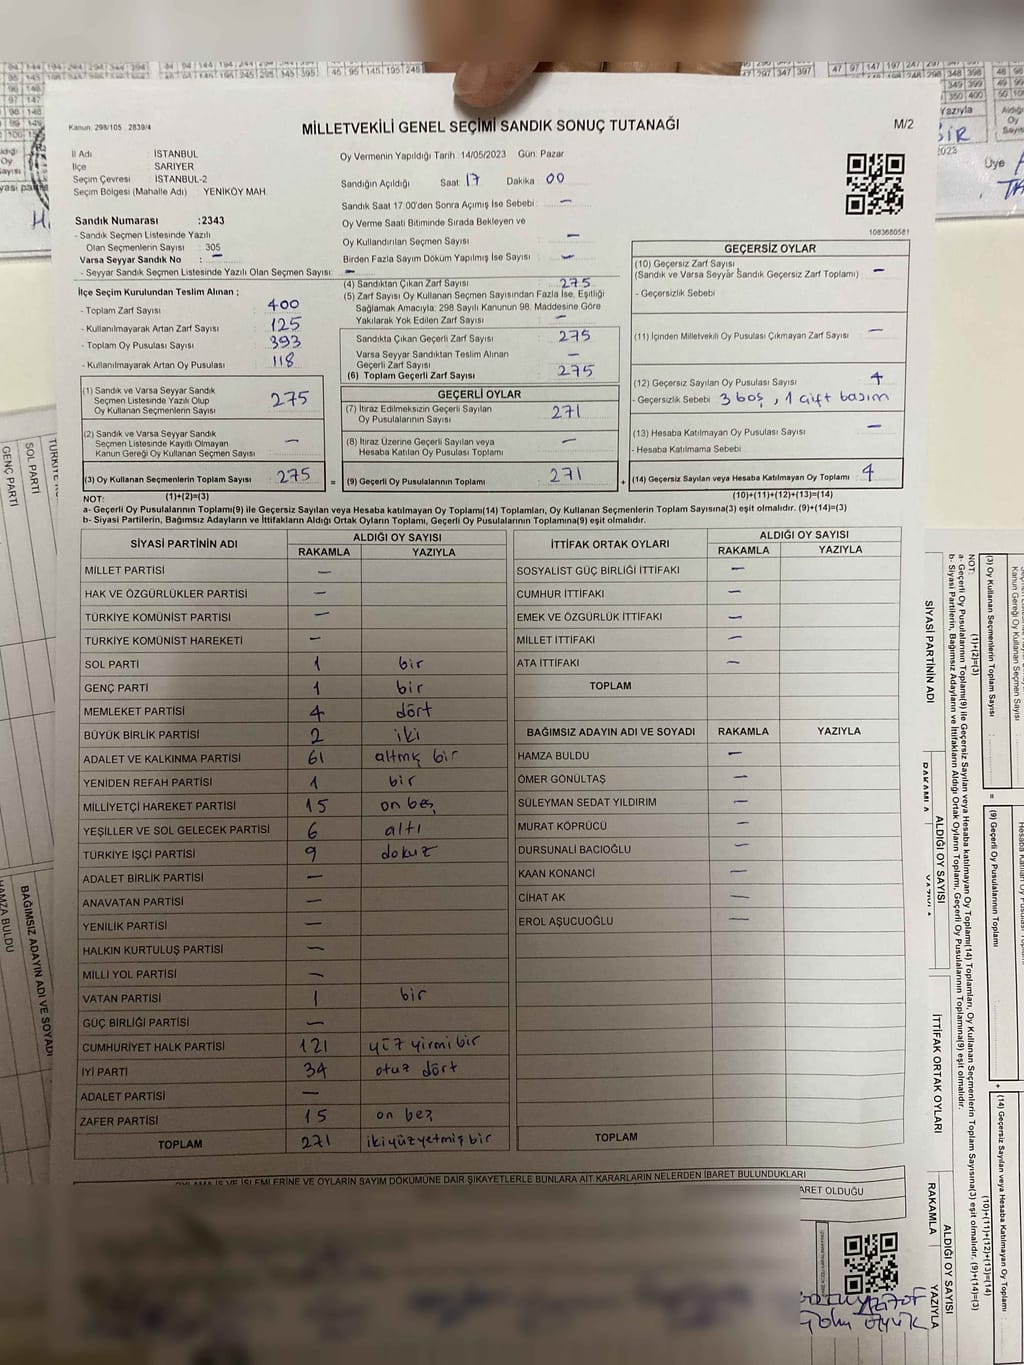 Kanun 298/105 2839/4
MİLLETVEKİLİ GENEL SEÇİMİ SANDIK SONUÇ TUTANAĞI
M/2
İl Adı İSTANBUL
İlçe SARIYER
Seçim Çevresi İSTANBUL-2
Seçim Bölgesi (Mahalle Adı) YENİKÖY MAH.
Sandık Numarası :2343
- Sandık Seçmen Listesinde Yazılı
Olan Seçmenlerin Sayısı : 305
Varsa Seyyar Sandık No : —
- Seyyar Sandık Seçmen Listesinde Yazılı Olan Seçmen Sayısı: —
Oy Vermenin Yapıldığı Tarih :14/05/2023 Gün: Pazar
Sandığın Açıldığı Saat 17 Dakika 00
Sandık Saat 17:00'den Sonra Açımış İse Sebebi : —
Oy Verme Saati Bitiminde Sırada Bekleyen ve
Oy Kullandırılan Seçmen Sayısı : —
Birden Fazla Sayım Döküm Yapılmış İse Sayısı : —
1083660581
İlçe Seçim Kurulundan Teslim Alınan ;
- Toplam Zarf Sayısı : 400
- Kullanılmayarak Artan Zarf Sayısı : 125
- Toplam Oy Pusulası Sayısı : 393
- Kullanılmayarak Artan Oy Pusulası : 118
(4) Sandıktan Çıkan Zarf Sayısı : 275
(5) Zarf Sayısı Oy Kullanan Seçmen Sayısından Fazla İse, Eşitliği
Sağlamak Amacıyla; 298 Sayılı Kanunun 98. Maddesine Göre
Yakılarak Yok Edilen Zarf Sayısı : —
Sandıkta Çıkan Geçerli Zarf Sayısı : 275
Varsa Seyyar Sandıktan Teslim Alınan
Geçerli Zarf Sayısı : —
(6) Toplam Geçerli Zarf Sayısı : 275
GEÇERSİZ OYLAR
(10) Geçersiz Zarf Sayısı
(Sandık ve Varsa Seyyar Sandık Geçersiz Zarf Toplamı) : —
- Geçersizlik Sebebi
(11) İçinden Milletvekili Oy Pusulası Çıkmayan Zarf Sayısı : —
(12) Geçersiz Sayılan Oy Pusulası Sayısı : 4
- Geçersizlik Sebebi 3 boş, 1 çift basım
(13) Hesaba Katılmayan Oy Pusulası Sayısı : —
- Hesaba Katılmama Sebebi
(14) Geçersiz Sayılan veya Hesaba Katılmayan Oy Toplamı : 4
(1) Sandık ve Varsa Seyyar Sandık
Seçmen Listesinde Yazılı Olup
Oy Kullanan Seçmenlerin Sayısı : 275
(2) Sandık ve Varsa Seyyar Sandık
Seçmen Listesinde Kayıtlı Olmayan
Kanun Gereği Oy Kullanan Seçmen Sayısı : —
(3) Oy Kullanan Seçmenlerin Toplam Sayısı : 275 =
GEÇERLİ OYLAR
(7) İtiraz Edilmeksizin Geçerli Sayılan
Oy Pusulalarının Sayısı : 271
(8) İtiraz Üzerine Geçerli Sayılan veya
Hesaba Katılan Oy Pusulası Toplamı : —
(9) Geçerli Oy Pusulalarının Toplamı : 271 +
NOT: (1)+(2)=(3) (10)+(11)+(12)+(13)=(14)
a- Geçerli Oy Pusulalarının Toplamı(9) ile Geçersiz Sayılan veya Hesaba katılmayan Oy Toplamı(14) Toplamları, Oy Kullanan Seçmenlerin Toplam Sayısına(3) eşit olmalıdır. (9)+(14)=(3)
b- Siyasi Partilerin, Bağımsız Adayların ve İttifakların Aldığı Ortak Oyların Toplamı, Geçerli Oy Pusulalarının Toplamına(9) eşit olmalıdır.
SİYASİ PARTİNİN ADI ALDIĞI OY SAYISI
RAKAMLA YAZIYLA
MİLLET PARTİSİ —
HAK VE ÖZGÜRLÜKLER PARTİSİ —
TÜRKİYE KOMÜNİST PARTİSİ —
TÜRKİYE KOMÜNİST HAREKETİ —
SOL PARTİ 1 bir
GENÇ PARTİ 1 bir
MEMLEKET PARTİSİ 4 dört
BÜYÜK BİRLİK PARTİSİ 2 iki
ADALET VE KALKINMA PARTİSİ 61 altmış bir
YENİDEN REFAH PARTİSİ 1 bir
MİLLİYETÇİ HAREKET PARTİSİ 15 on beş
YEŞİLLER VE SOL GELECEK PARTİSİ 6 altı
TÜRKİYE İŞÇİ PARTİSİ 9 dokuz
ADALET BİRLİK PARTİSİ —
ANAVATAN PARTİSİ —
YENİLİK PARTİSİ —
HALKIN KURTULUŞ PARTİSİ —
MİLLİ YOL PARTİSİ —
VATAN PARTİSİ 1 bir
GÜÇ BİRLİĞİ PARTİSİ —
CUMHURİYET HALK PARTİSİ 121 yüz yirmi bir
İYİ PARTİ 34 otuz dört
ADALET PARTİSİ —
ZAFER PARTİSİ 15 on beş
TOPLAM 271 ikiyüzyetmiş bir
İTTİFAK ORTAK OYLARI ALDIĞI OY SAYISI
RAKAMLA YAZIYLA
SOSYALİST GÜÇ BİRLİĞİ İTTİFAKI —
CUMHUR İTTİFAKI —
EMEK VE ÖZGÜRLÜK İTTİFAKI —
MİLLET İTTİFAKI —
ATA İTTİFAKI —
TOPLAM
BAĞIMSIZ ADAYIN ADI VE SOYADI RAKAMLA YAZIYLA
HAMZA BULDU —
ÖMER GÖNÜLTAŞ —
SÜLEYMAN SEDAT YILDIRIM —
MURAT KÖPRÜCÜ —
DURSUNALİ BACIOĞLU —
KAAN KONANCİ —
CİHAT AK —
EROL AŞUCUOĞLU —
TOPLAM
OYLAMA İŞ VE İŞLEMLERİNE VE OYLARIN SAYIM DÖKÜMÜNE DAİR ŞİKAYETLERLE BUNLARA AİT KARARLARIN NELERDEN İBARET BULUNDUKLARI